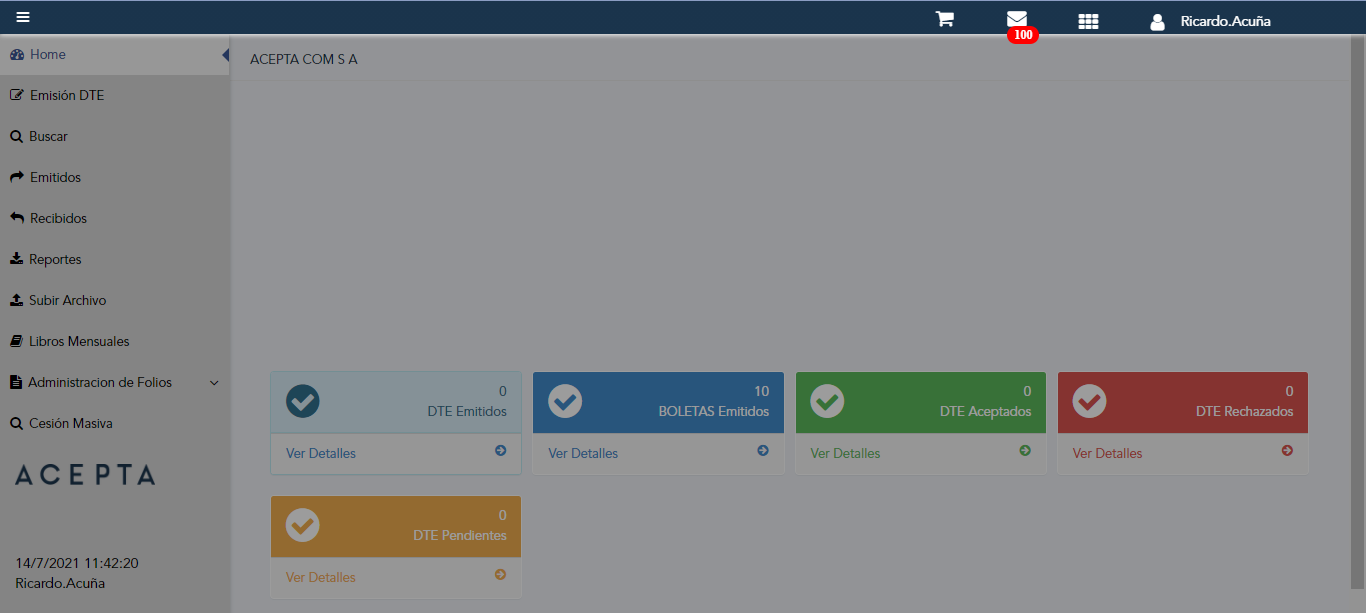 Ricardo.Acuña
100
Home
ACEPTA COM S A
Emisión DTE
Buscar
Emitidos
Recibidos
Reportes
Subir Archivo
Libros Mensuales
Administracion de Folios
Cesión Masiva
ACEPTA
14/7/2021 11:42:20
Ricardo.Acuña
0
DTE Emitidos
Ver Detalles
10
BOLETAS Emitidos
Ver Detalles
0
DTE Aceptados
Ver Detalles
0
DTE Rechazados
Ver Detalles
0
DTE Pendientes
Ver Detalles